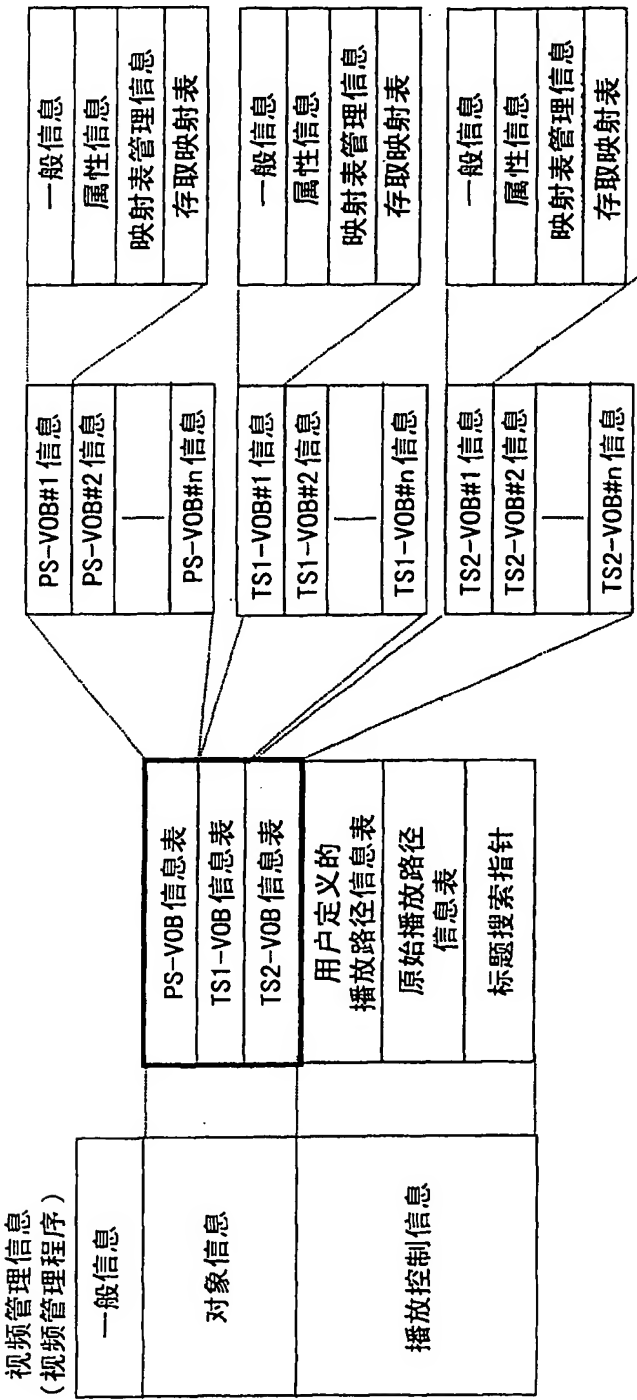 视频管理信息
(视频管理程序)
一般信息
对象信息
播放控制信息
PS-VOB信息表
TS1-VOB信息表
TS2-VOB信息表
用户定义的
播放路径信息表
原始播放路径
信息表
标题搜索指针
PS-VOB#1信息
PS-VOB#2信息
PS-VOB#n信息
TS1-VOB#1信息
TS1-VOB#2信息
TS1-VOB#n信息
TS2-VOB#1信息
TS2-VOB#2信息
TS2-VOB#n信息
一般信息
属性信息
映射表管理信息
存取映射表
一般信息
属性信息
映射表管理信息
存取映射表
一般信息
属性信息
映射表管理信息
存取映射表